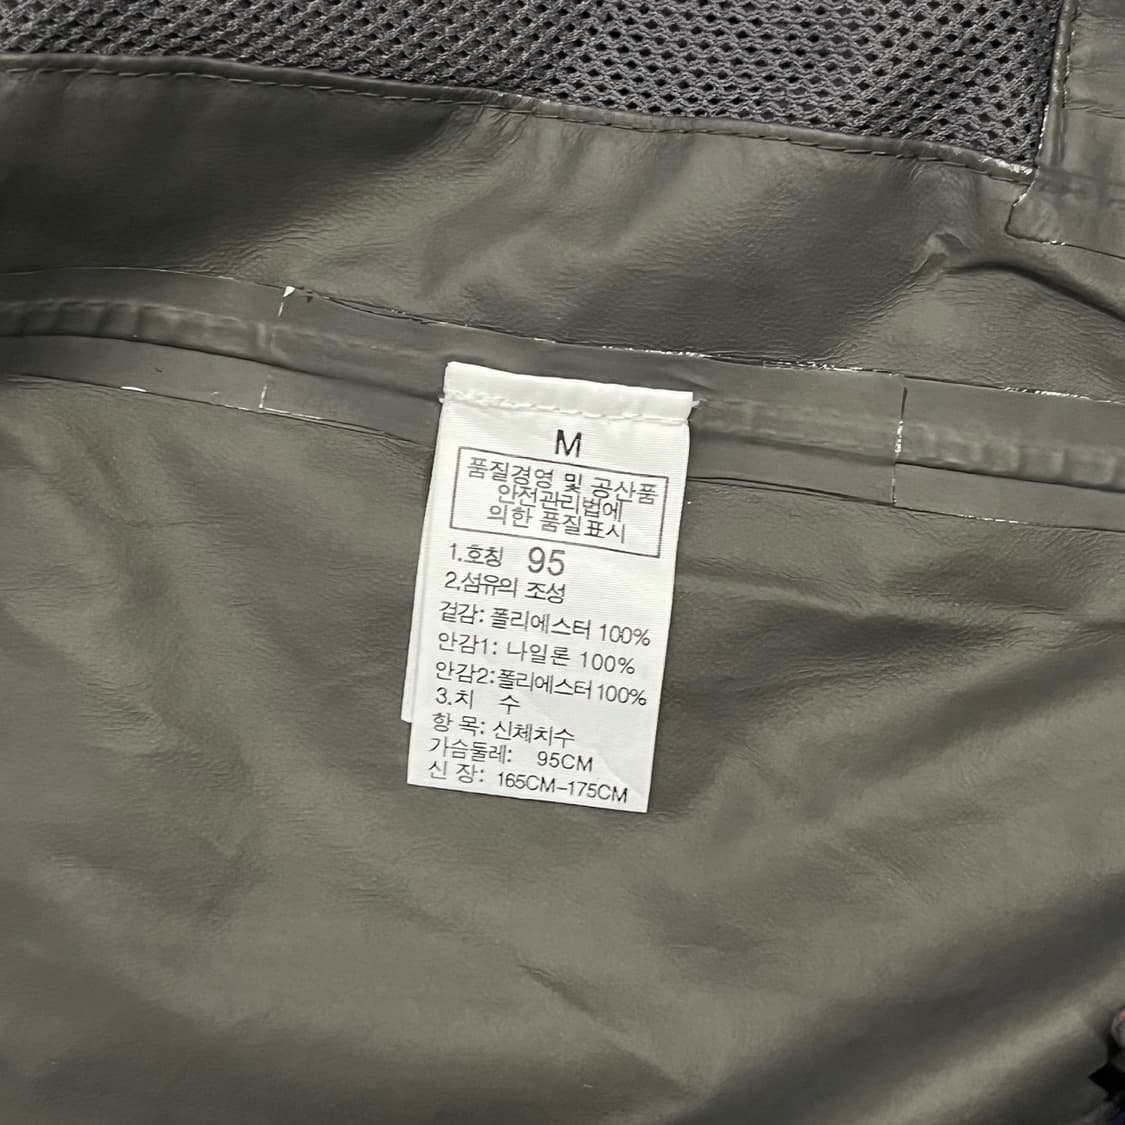 M
품질경영 및 공산품
안전관리법에
의한 품질표시
1.호칭 95
2.섬유의 조성
겉감: 폴리에스터 100%
안감1: 나일론 100%
안감2:폴리에스터100%
3.치 수
항 목: 신체치수
가슴둘레: 95CM
신 장: 165CM-175CM